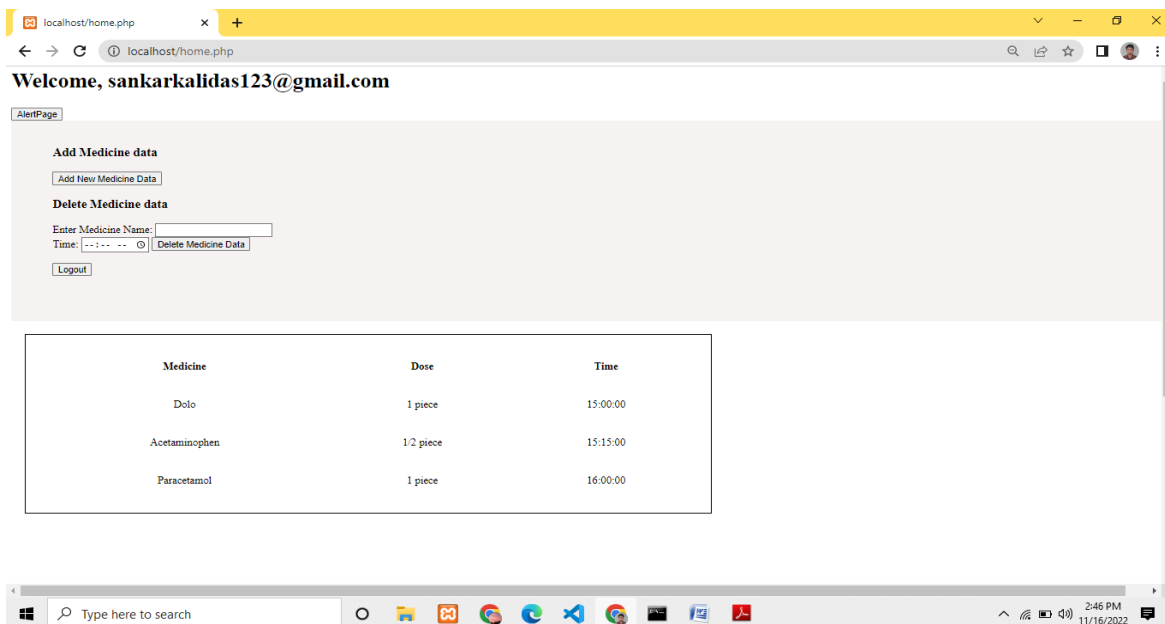 localhost/home.php
localhost/home.php
Welcome, sankarkalidas123@gmail.com
AlertPage
Add Medicine data
Add New Medicine Data
Delete Medicine data
Enter Medicine Name:
Time: --:-- -- Delete Medicine Data
Logout
Medicine Dose Time
Dolo 1 piece 15:00:00
Acetaminophen 1/2 piece 15:15:00
Paracetamol 1 piece 16:00:00
Type here to search
2:46 PM
11/16/2022